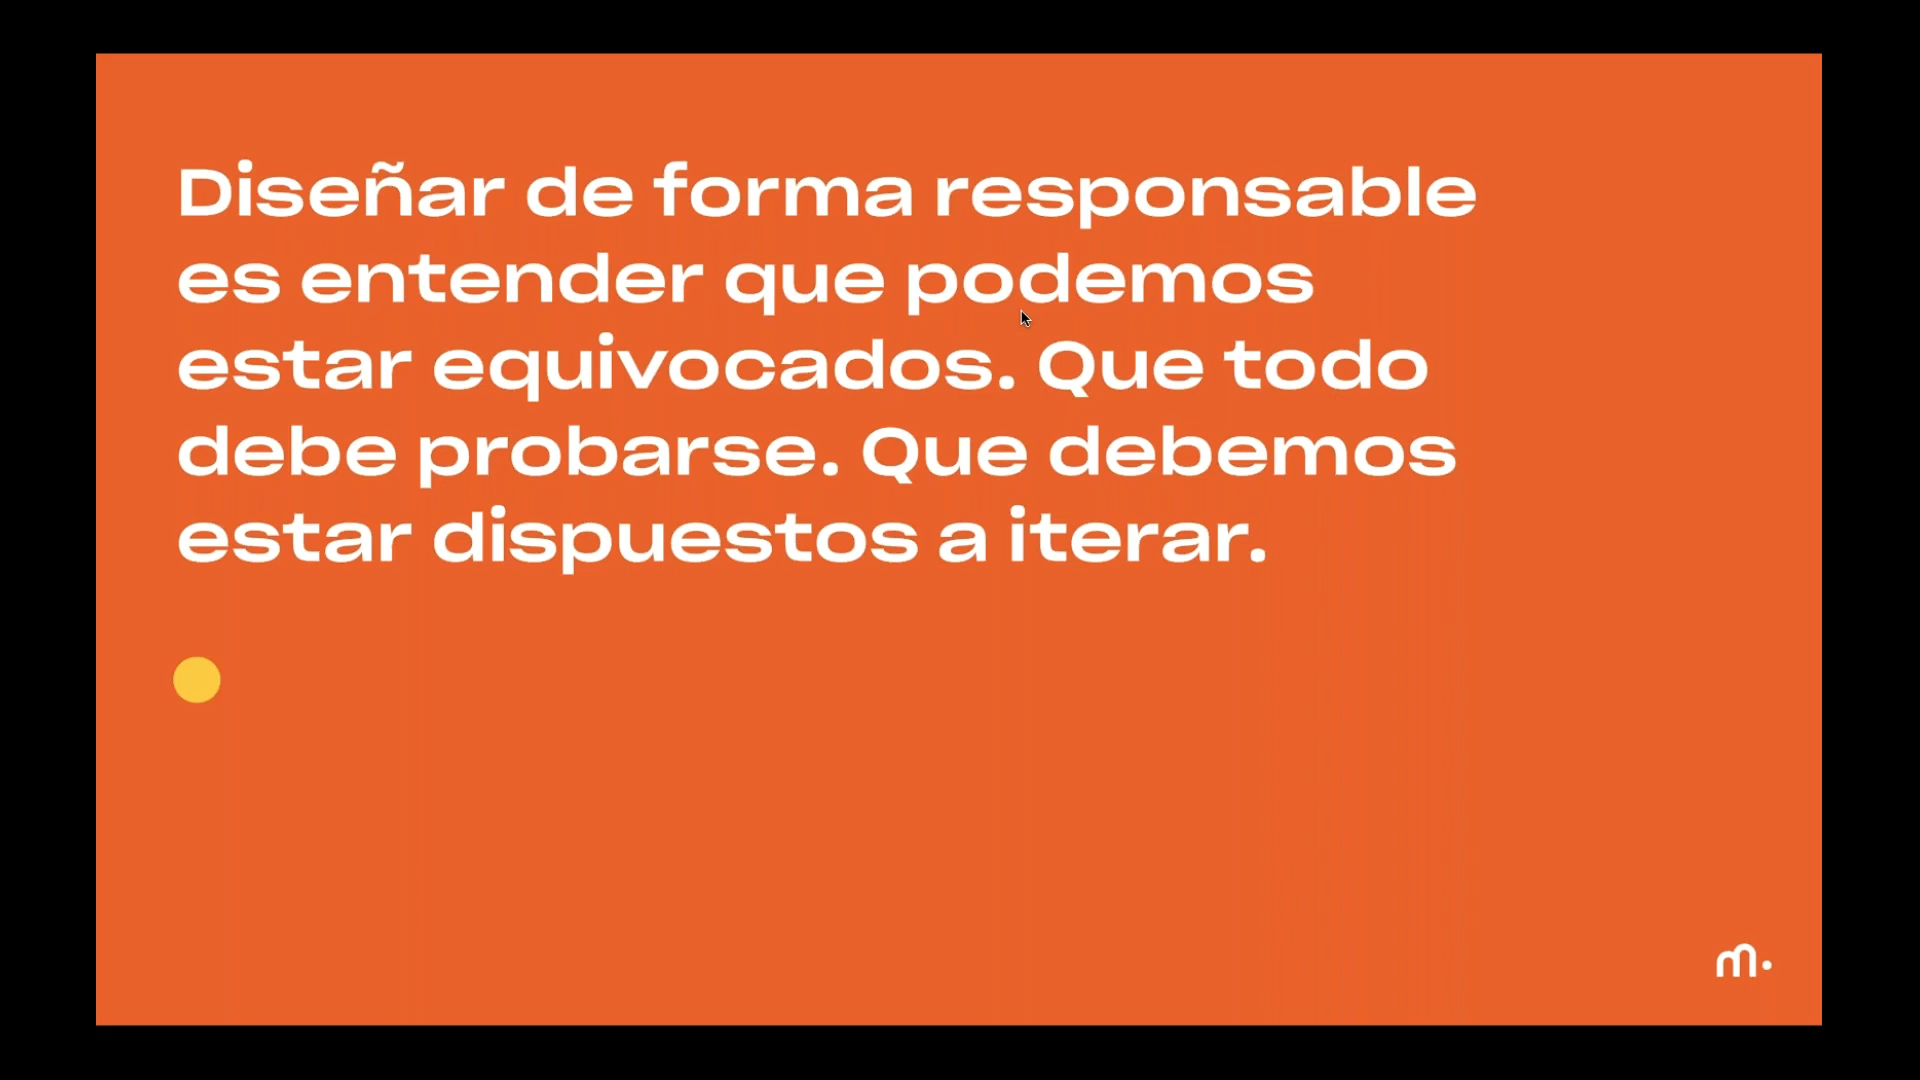 Diseñar de forma responsable
es entender que podemos
estar equivocados. Que todo
debe probarse. Que debemos
estar dispuestos a iterar.
m.